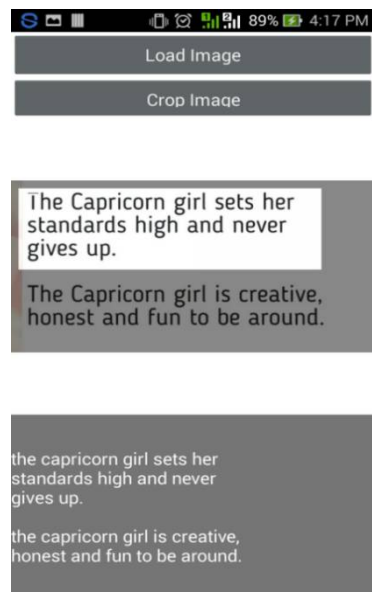 89% 4:17 PM
Load Image
Crop Image
The Capricorn girl sets her
standards high and never
gives up.
The Capricorn girl is creative,
honest and fun to be around.
the capricorn girl sets her
standards high and never
gives up.
the capricorn girl is creative,
honest and fun to be around.